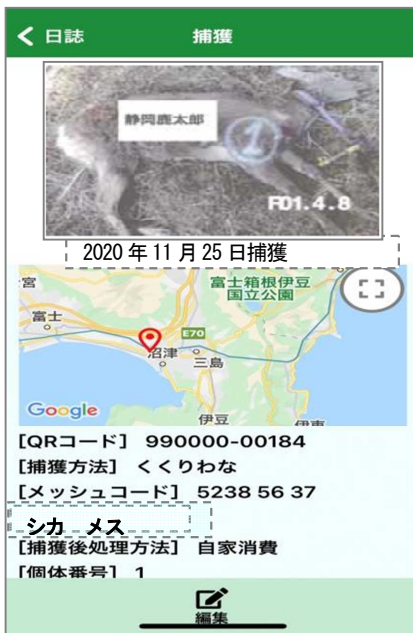 日誌 捕獲
静岡鹿太郎
1
R01.4.8
2020年11月25日捕獲
宮
富士箱根伊豆
国立公園
富士
E70
沼津
三島
Google
伊豆
伊東
[QRコード] 990000-00184
[捕獲方法] くくりわな
[メッシュコード] 5238 56 37
シカ メス
[捕獲後処理方法] 自家消費
[個体番号] 1
編集